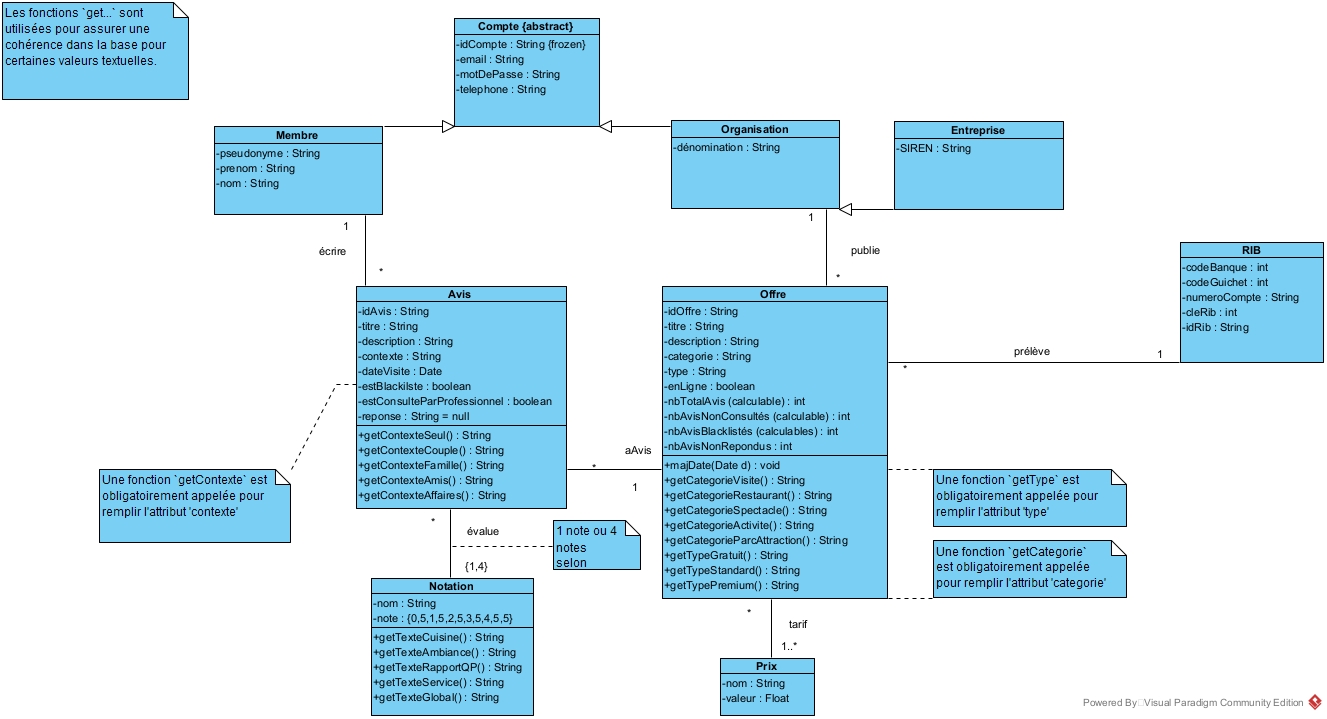 Les fonctions `get...` sont
utilisées pour assurer une
cohérence dans la base pour
certaines valeurs textuelles.
Compte {abstract}
-idCompte : String {frozen}
-email : String
-motDePasse : String
-telephone : String
Membre
-pseudonyme : String
-prenom : String
-nom : String
Organisation
-dénomination : String
Entreprise
-SIREN : String
1
écrire
*
1
publie
*
RIB
-codeBanque : int
-codeGuichet : int
-numeroCompte : String
-cleRib : int
-idRib : String
Avis
-idAvis : String
-titre : String
-description : String
-contexte : String
-dateVisite : Date
-estBlackilste : boolean
-estConsulteParProfessionnel : boolean
-reponse : String = null
+getContexteSeul() : String
+getContexteCouple() : String
+getContexteFamille() : String
+getContexteAmis() : String
+getContexteAffaires() : String
Offre
-idOffre : String
-titre : String
-description : String
-categorie : String
-type : String
-enLigne : boolean
-nbTotalAvis (calculable) : int
-nbAvisNonConsultés (calculable) : int
-nbAvisBlacklistés (calculables) : int
-nbAvisNonRepondus : int
+majDate(Date d) : void
+getCategorieVisite() : String
+getCategorieRestaurant() : String
+getCategorieSpectacle() : String
+getCategorieActivite() : String
+getCategorieParcAttraction() : String
+getTypeGratuit() : String
+getTypeStandard() : String
+getTypePremium() : String
prélève
1
*
aAvis
*
1
Une fonction `getContexte` est
obligatoirement appelée pour
remplir l'attribut 'contexte'
Une fonction `getType` est
obligatoirement appelée pour
remplir l'attribut 'type'
Une fonction `getCategorie`
est obligatoirement appelée
pour remplir l'attribut 'categorie'
*
évalue
{1,4}
1 note ou 4
notes
selon
Notation
-nom : String
-note : {0,5,1,5,2,5,3,5,4,5,5}
+getTexteCuisine() : String
+getTexteAmbiance() : String
+getTexteRapportQP() : String
+getTexteService() : String
+getTexteGlobal() : String
*
tarif
1..*
Prix
-nom : String
-valeur : Float
Powered By Visual Paradigm Community Edition